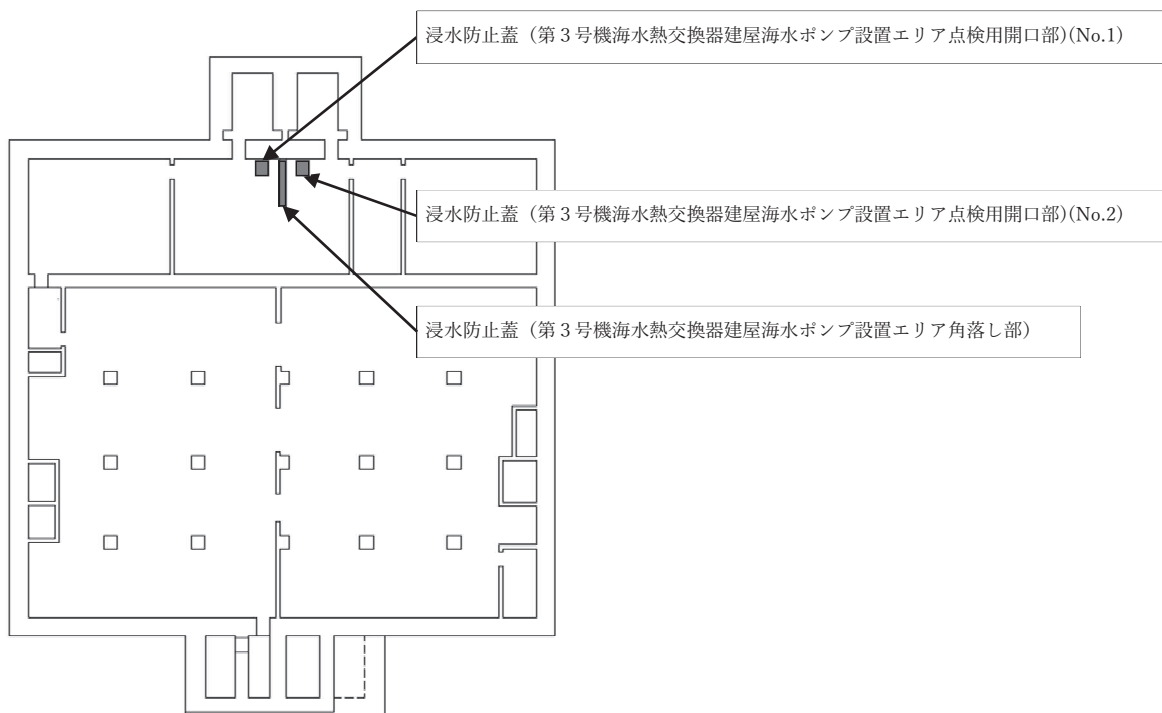 浸水防止蓋（第３号機海水熱交換器建屋海水ポンプ設置エリア点検用開口部）(No.1)
浸水防止蓋（第３号機海水熱交換器建屋海水ポンプ設置エリア点検用開口部）(No.2)
浸水防止蓋（第３号機海水熱交換器建屋海水ポンプ設置エリア角落し部）